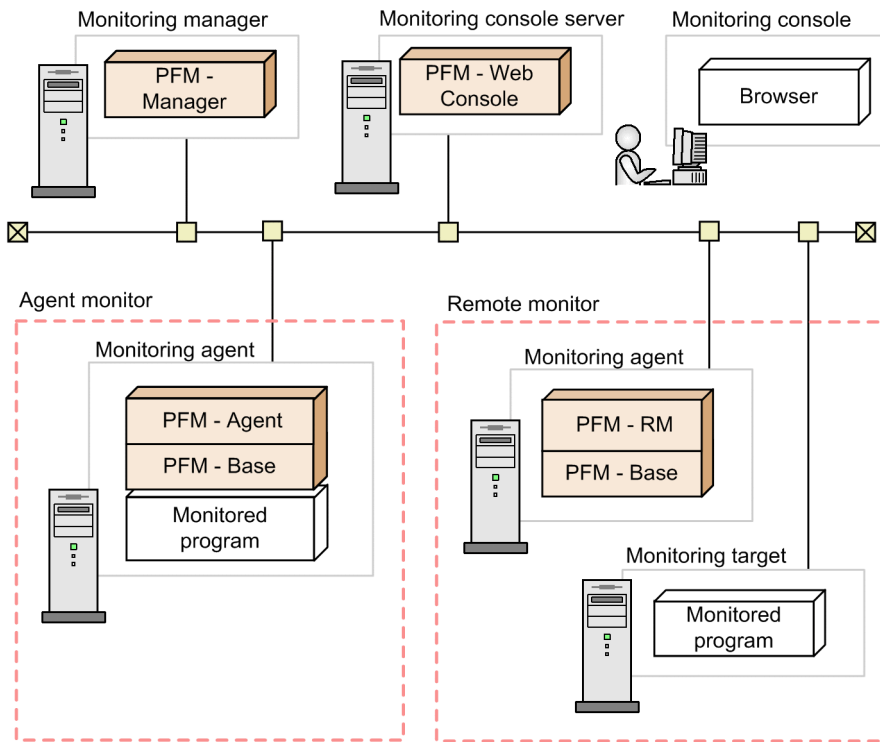 Monitoring manager
PFM -
Manager
Monitoring console server
PFM - Web
Console
Monitoring console
Browser
Agent monitor
Monitoring agent
PFM - Agent
PFM - Base
Monitored
program
Remote monitor
Monitoring agent
PFM - RM
PFM - Base
Monitoring target
Monitored
program